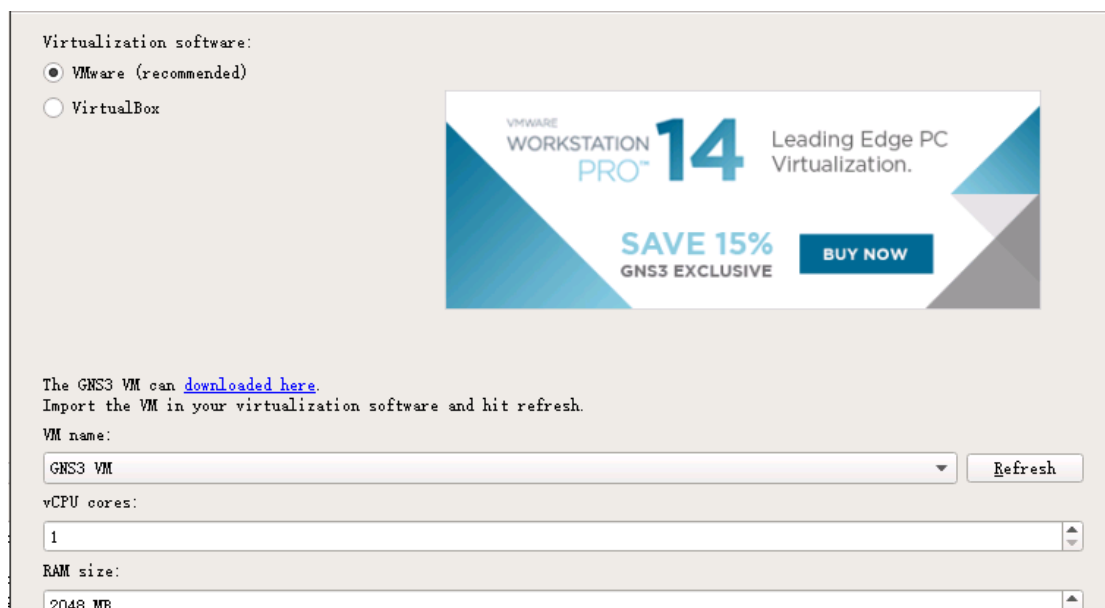 Virtualization software:
VMware (recommended)
VirtualBox
VMWARE
WORKSTATION
PRO™
14
Leading Edge PC
Virtualization.
SAVE 15%
GNS3 EXCLUSIVE
BUY NOW
The GNS3 VM can downloaded here.
Import the VM in your virtualization software and hit refresh.
VM name:
GNS3 VM
Refresh
vCPU cores:
1
RAM size:
2048 MB